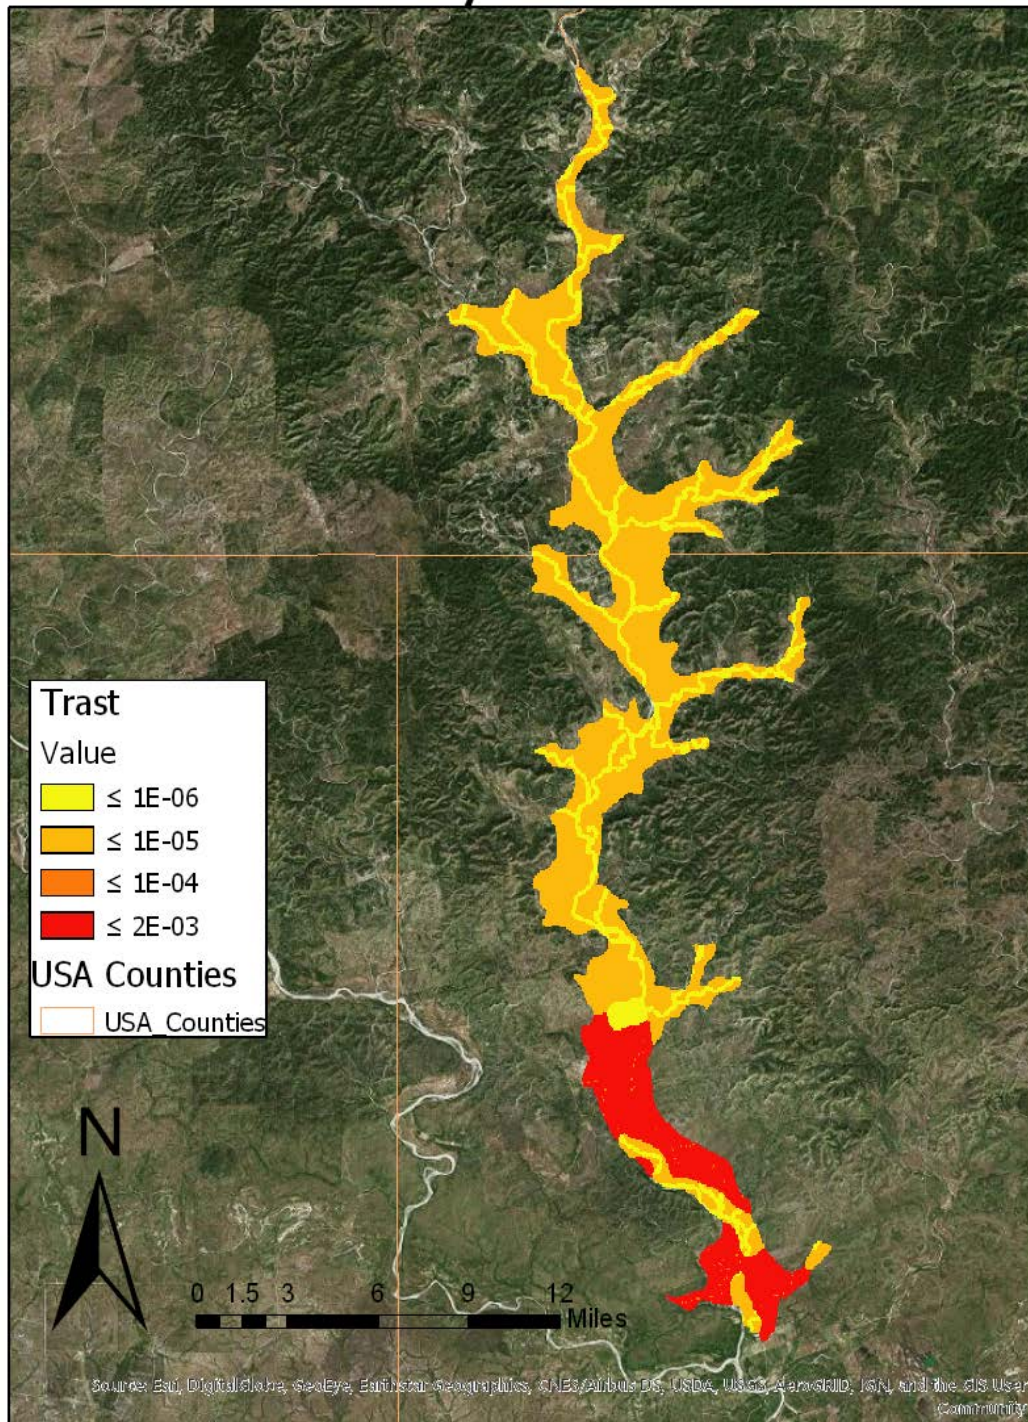 Trast
Value
≤ 1E-06
≤ 1E-05
≤ 1E-04
≤ 2E-03
USA Counties
USA_Counties
N
0 1.5 3 6 9 12
Miles
Source: Esri, DigitalGlobe, GeoEye, Earthstar Geographics, CNES/Airbus DS, USDA, USGS, AeroGRID, IGN, and the GIS User
Community